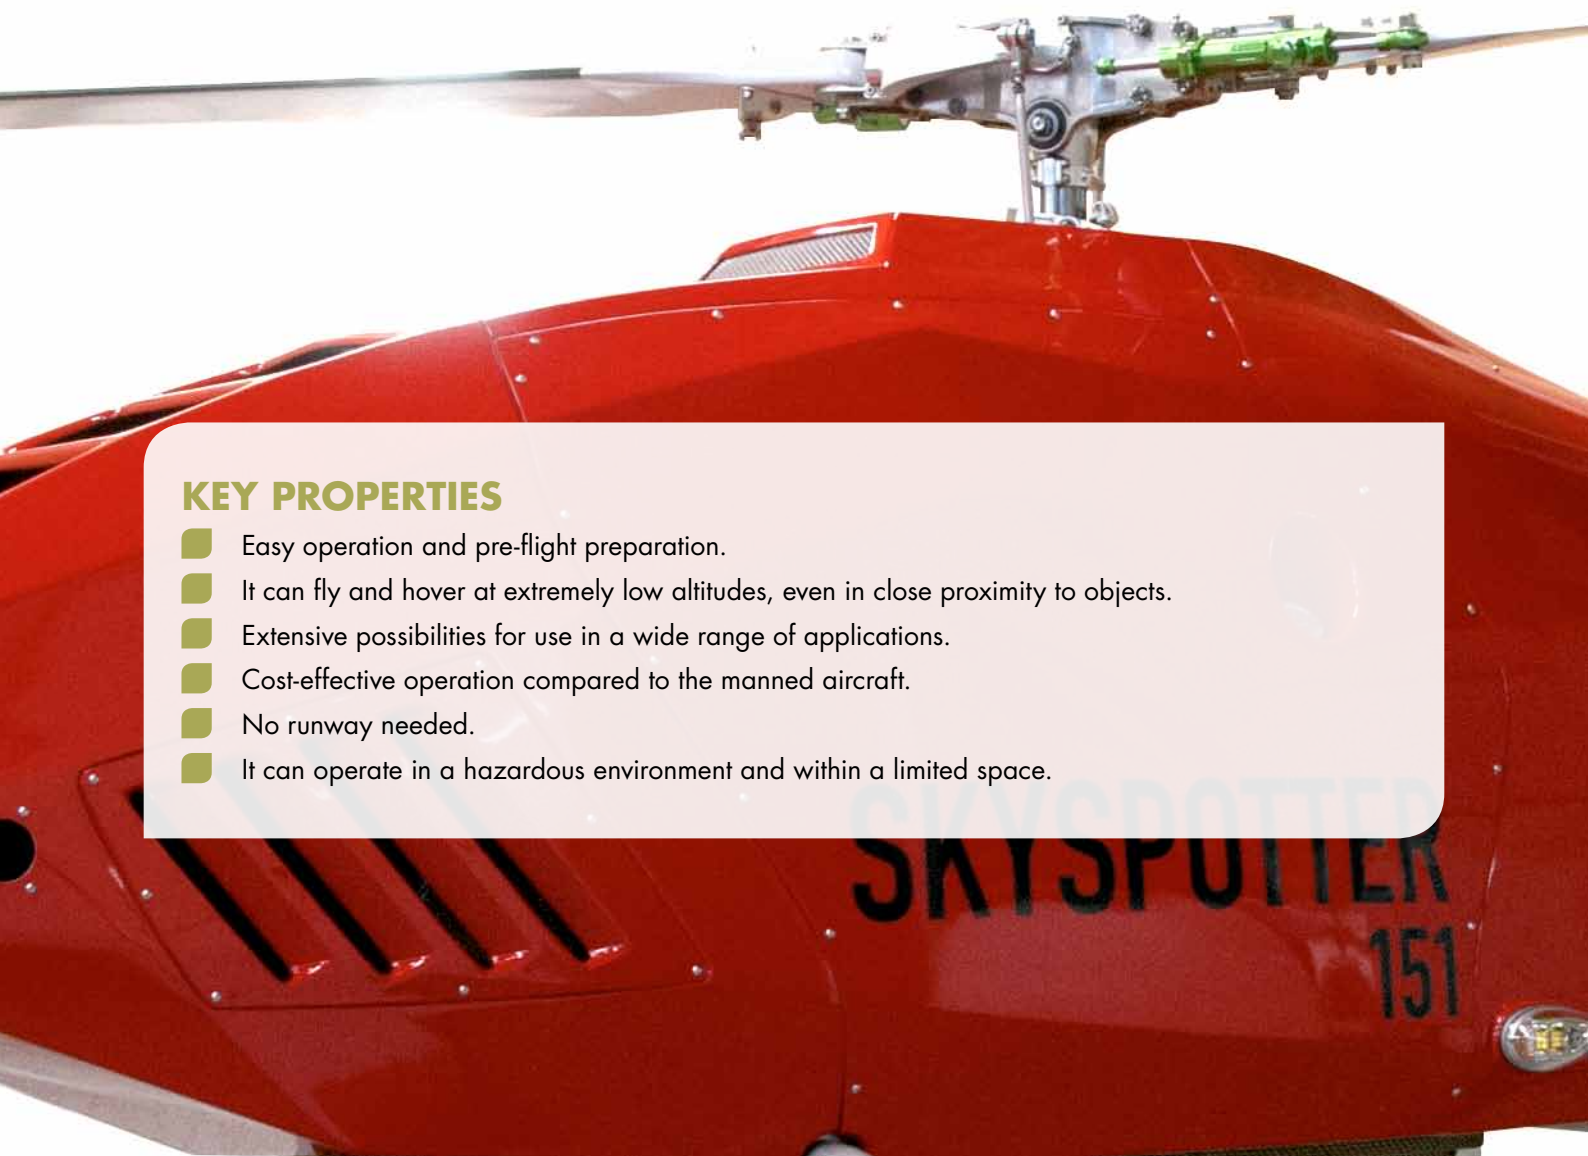 KEY PROPERTIES
Easy operation and pre-flight preparation.
It can fly and hover at extremely low altitudes, even in close proximity to objects.
Extensive possibilities for use in a wide range of applications.
Cost-effective operation compared to the manned aircraft.
No runway needed.
It can operate in a hazardous environment and within a limited space.
SKYSPOTTER
151